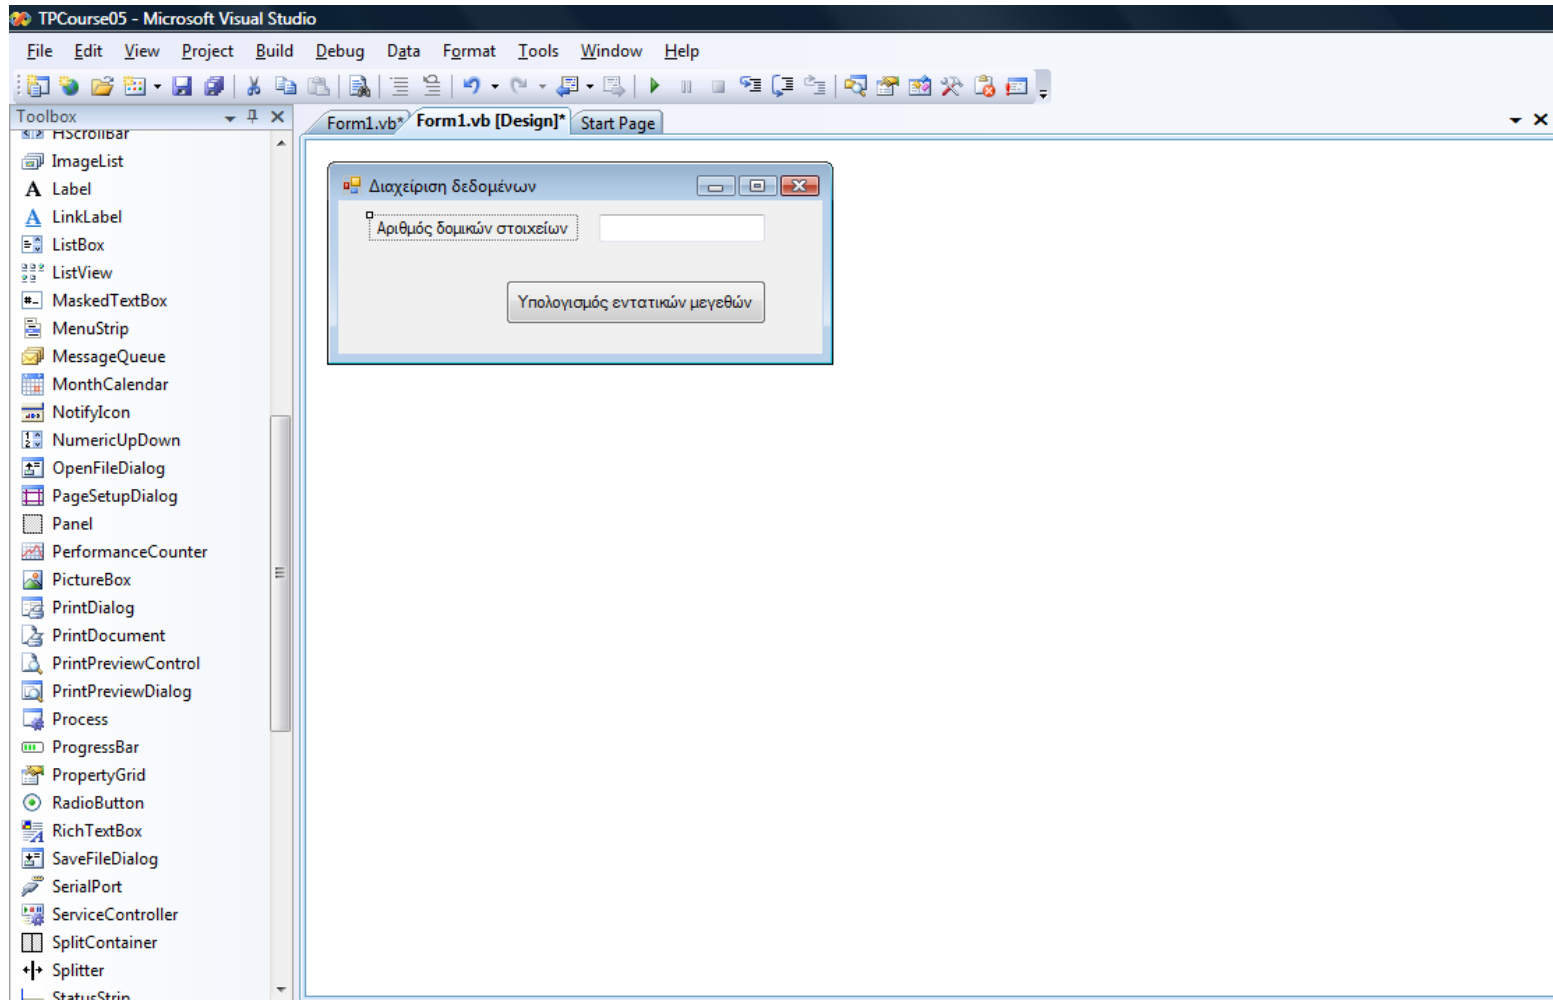 TPCourse05 - Microsoft Visual Studio
File Edit View Project Build Debug Data Format Tools Window Help
Toolbox
Form1.vb* Form1.vb [Design]* Start Page
HScrollBar
ImageList
Label
LinkLabel
ListBox
ListView
MaskedTextBox
MenuStrip
MessageQueue
MonthCalendar
NotifyIcon
NumericUpDown
OpenFileDialog
PageSetupDialog
Panel
PerformanceCounter
PictureBox
PrintDialog
PrintDocument
PrintPreviewControl
PrintPreviewDialog
Process
ProgressBar
PropertyGrid
RadioButton
RichTextBox
SaveFileDialog
SerialPort
ServiceController
SplitContainer
Splitter
StatusStrip
Διαχείριση δεδομένων
Αριθμός δομικών στοιχείων
Υπολογισμός εντατικών μεγεθών